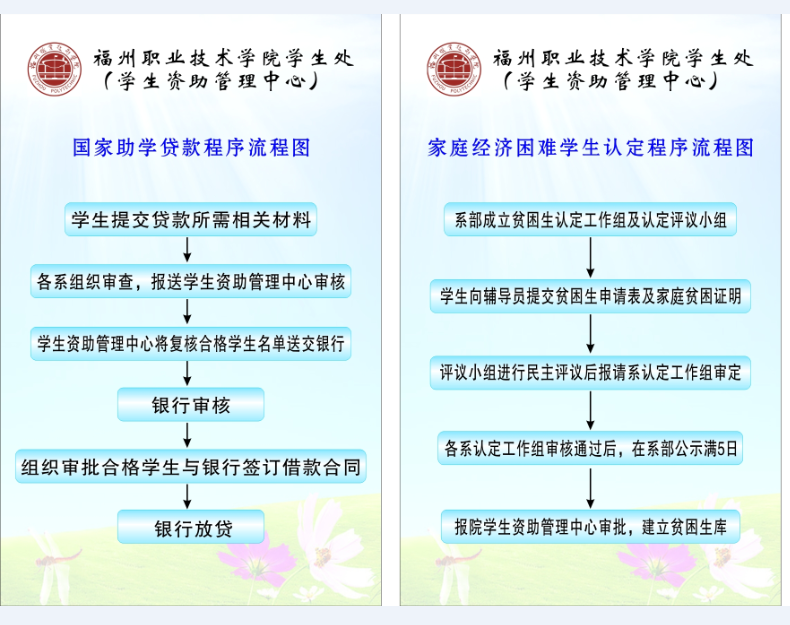 福州职业技术学院学生处
（学生资助管理中心）
国家助学贷款程序流程图
学生提交贷款所需相关材料
各系组织审查，报送学生资助管理中心审核
学生资助管理中心将复核合格学生名单送交银行
银行审核
组织审批合格学生与银行签订借款合同
银行放贷
福州职业技术学院学生处
（学生资助管理中心）
家庭经济困难学生认定程序流程图
系部成立贫困生认定工作组及认定评议小组
学生向辅导员提交贫困生申请表及家庭贫困证明
评议小组进行民主评议后报请系认定工作组审定
各系认定工作组审核通过后，在系部公示满5日
报院学生资助管理中心审批，建立贫困生库